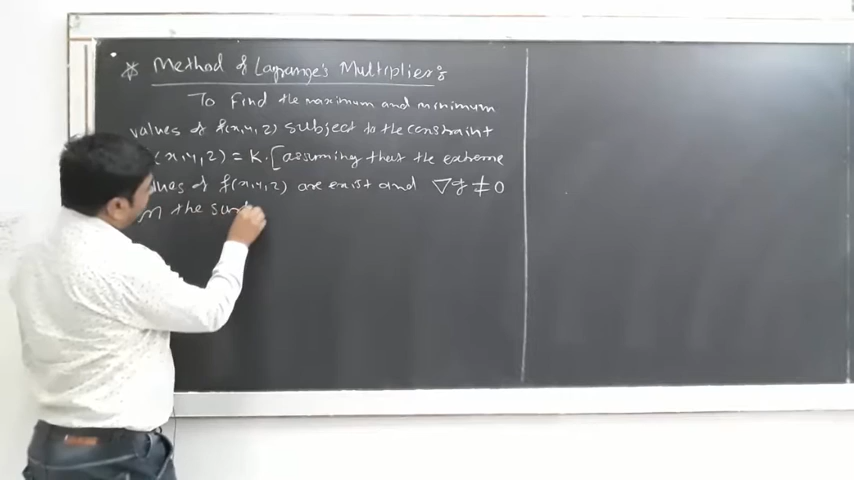 * Method of Lagrange's Multipliers
To Find the maximum and minimum
values of f(x,y,z) subject to the constraint
(x,y,z) = K. [assuming that the extreme
values of f(x,y,z) are exist and ∇g ≠ 0
the